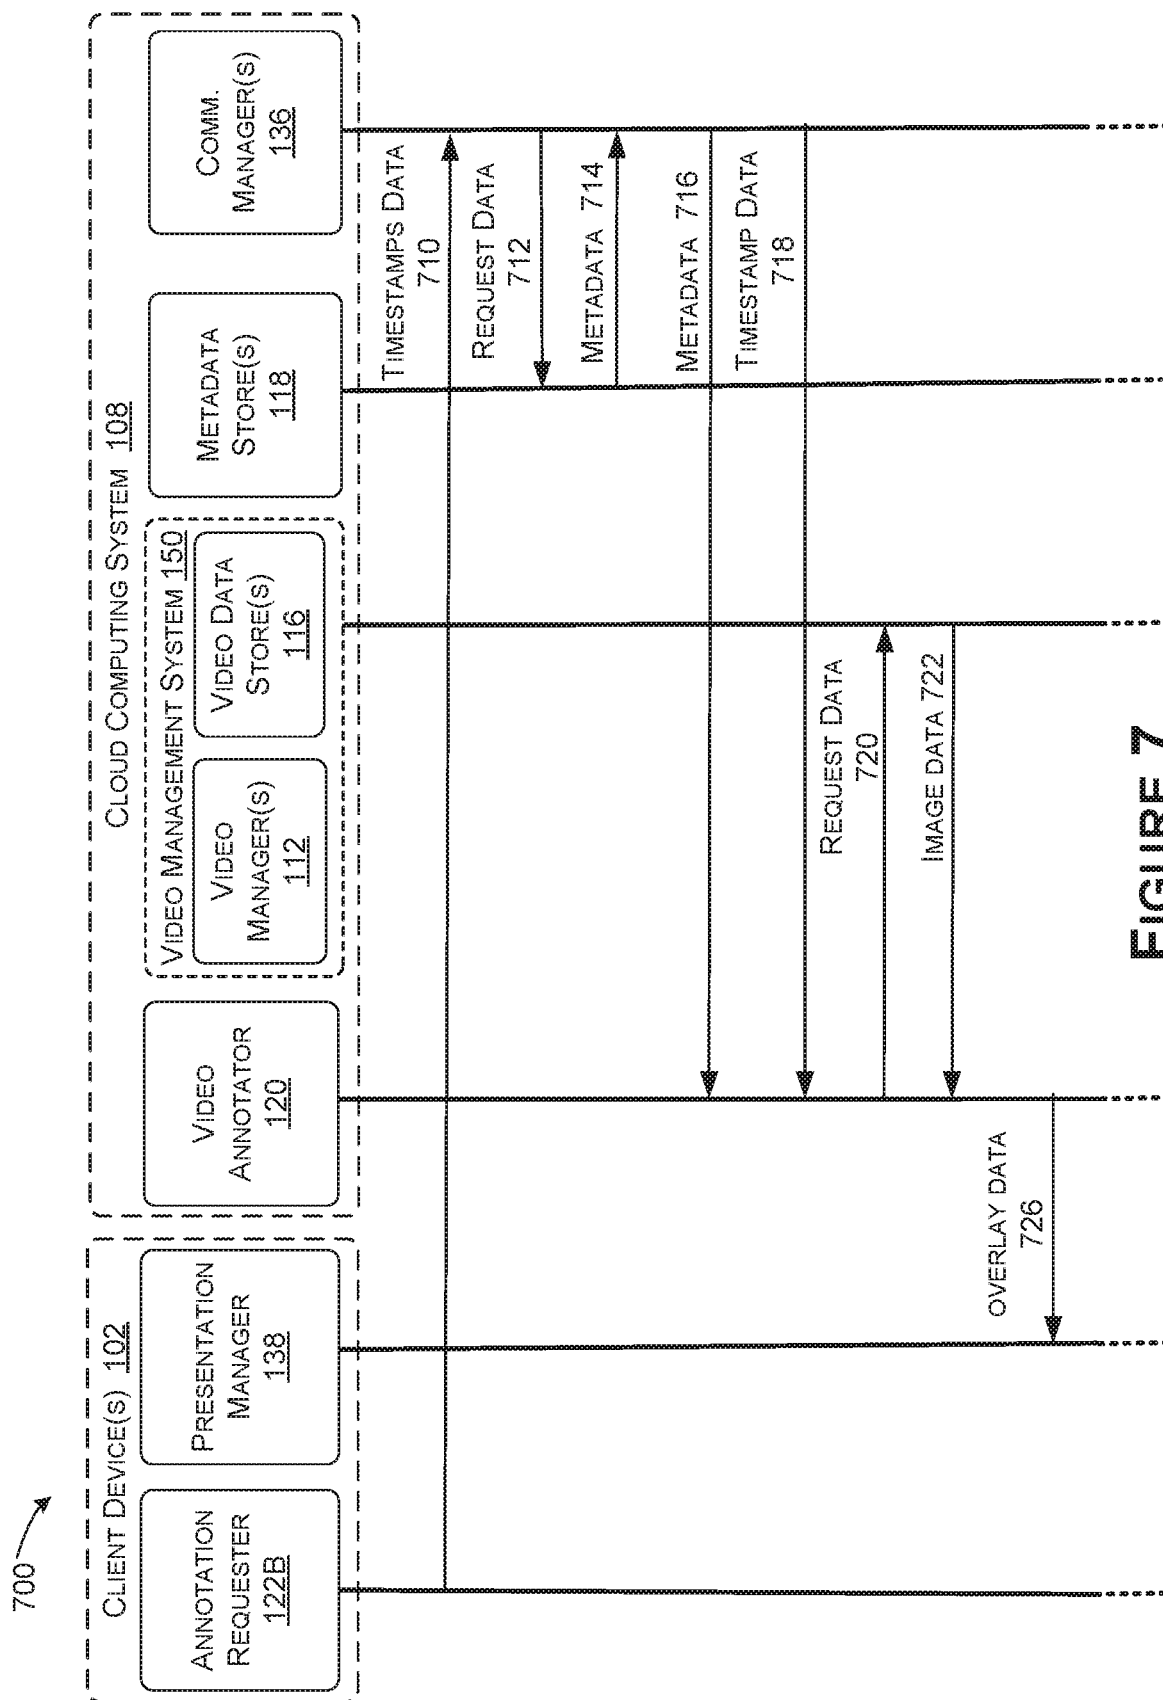 700
CLIENT DEVICE(S) 102
ANNOTATION
REQUESTER
122B
PRESENTATION
MANAGER
138
CLOUD COMPUTING SYSTEM 108
VIDEO
ANNOTATOR
120
VIDEO MANAGEMENT SYSTEM 150
VIDEO
MANAGER(S)
112
VIDEO DATA
STORE(S)
116
METADATA
STORE(S)
118
COMM.
MANAGER(S)
136
TIMESTAMPS DATA
710
REQUEST DATA
712
METADATA 714
METADATA 716
TIMESTAMP DATA
718
REQUEST DATA
720
IMAGE DATA 722
OVERLAY DATA
726
FIGURE 7